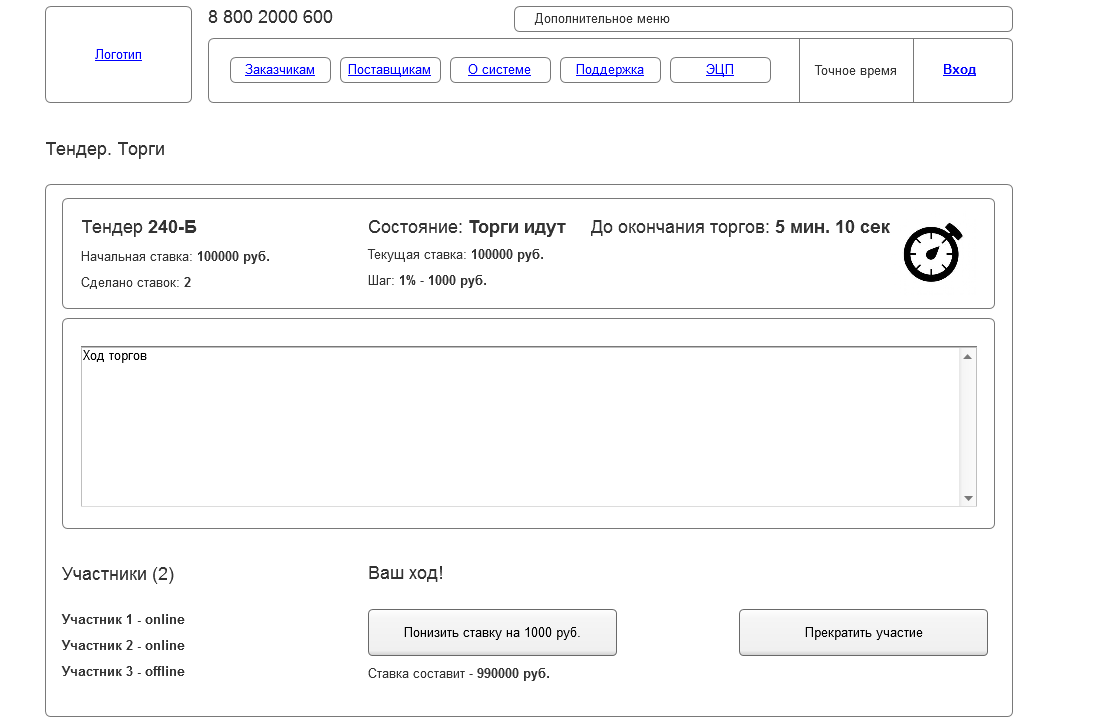 Логотип
8 800 2000 600
Дополнительное меню
Заказчикам
Поставщикам
О системе
Поддержка
ЭЦП
Точное время
Вход
Тендер. Торги
Тендер 240-Б
Начальная ставка: 100000 руб.
Сделано ставок: 2
Состояние: Торги идут
Текущая ставка: 100000 руб.
Шаг: 1% - 1000 руб.
До окончания торгов: 5 мин. 10 сек
Ход торгов
Участники (2)
Участник 1 - online
Участник 2 - online
Участник 3 - offline
Ваш ход!
Понизить ставку на 1000 руб.
Ставка составит - 990000 руб.
Прекратить участие